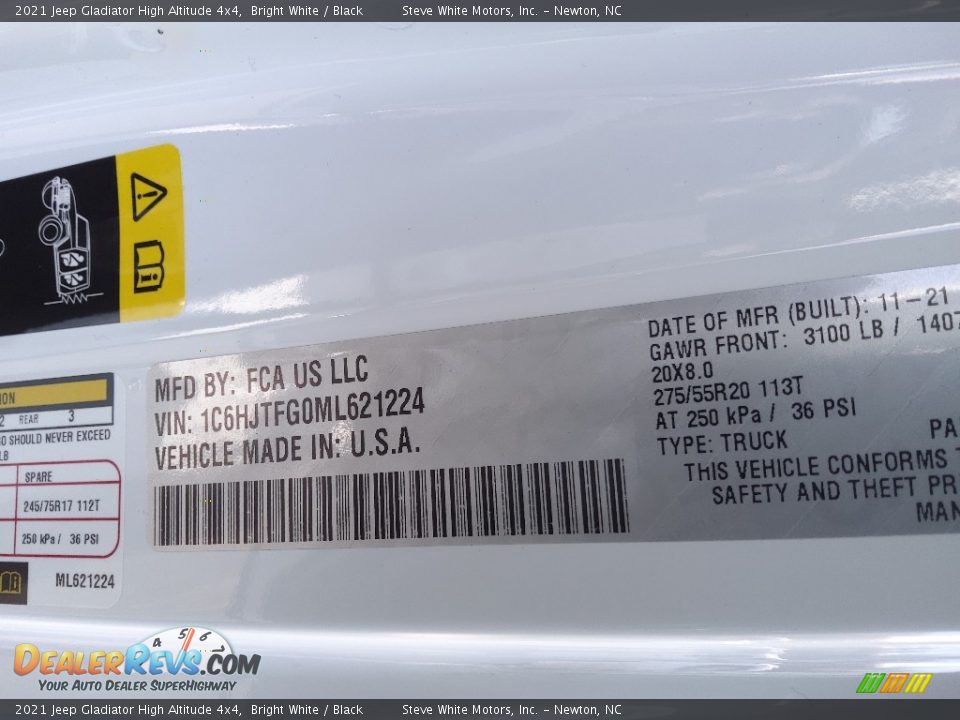 2021 Jeep Gladiator High Altitude 4x4, Bright White / Black Steve White Motors, Inc. – Newton, NC
MFD BY: FCA US LLC
VIN: 1C6HJTFG0ML621224
VEHICLE MADE IN: U.S.A.
DATE OF MFR (BUILT): 11-21
GAWR FRONT: 3100 LB / 1407
20X8.0
275/55R20 113T
AT 250 kPa / 36 PSI
TYPE: TRUCK
THIS VEHICLE CONFORMS
SAFETY AND THEFT PR
MAN
2 REAR 3
SHOULD NEVER EXCEED
LB
SPARE
245/75R17 112T
250 kPa / 36 PSI
ML621224
4 5 6
DealerRevs.com
Your Auto Dealer SuperHighway
2021 Jeep Gladiator High Altitude 4x4, Bright White / Black Steve White Motors, Inc. – Newton, NC